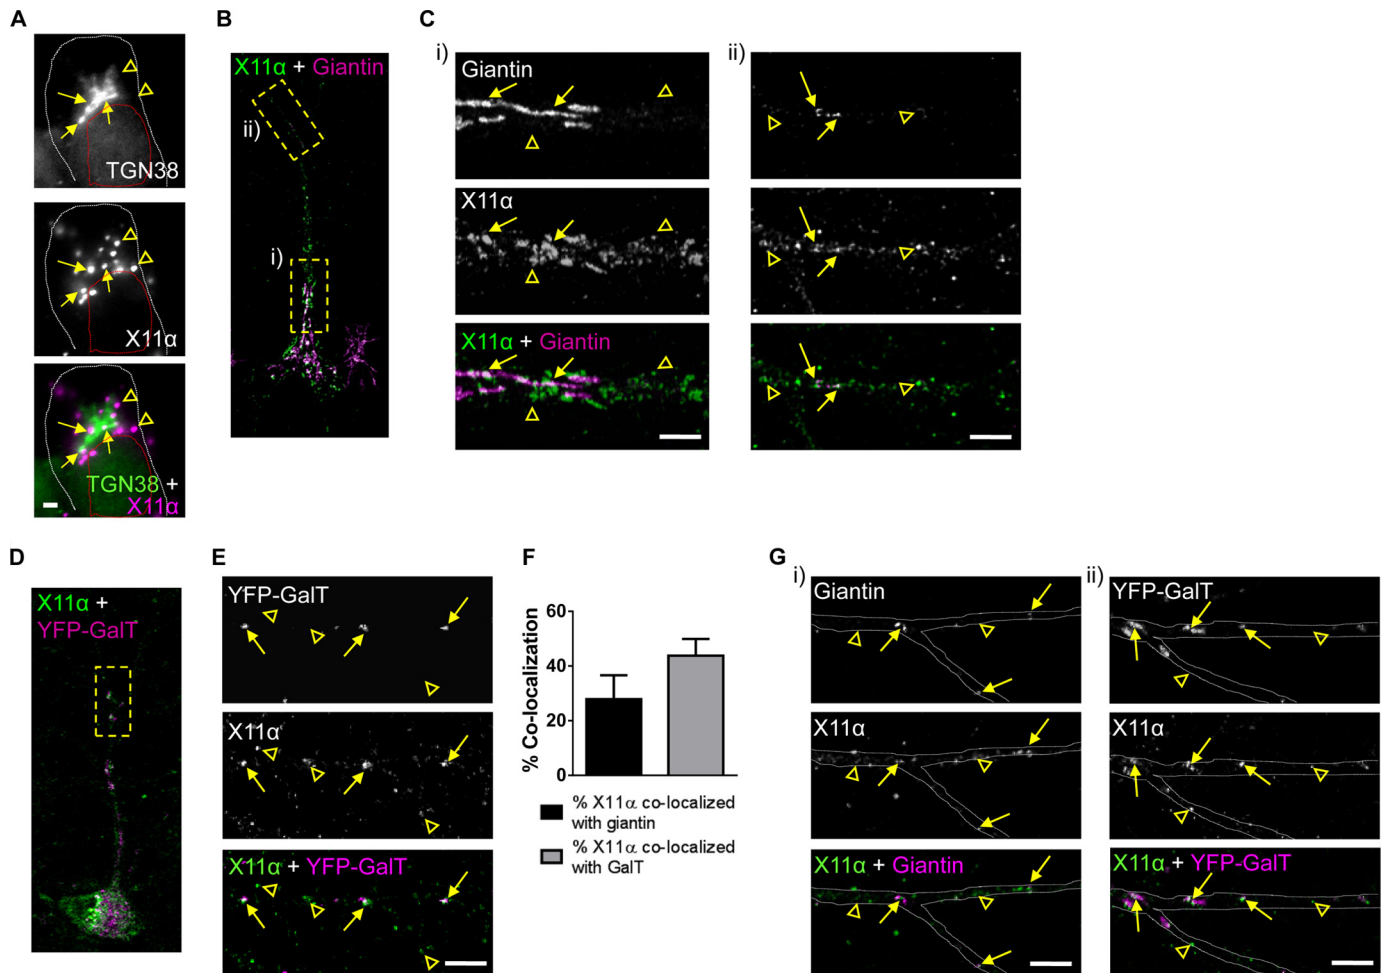 A
TGN38
X11α
TGN38 +
X11α
B
X11α + Giantin
ii)
i)
C
i)
Giantin
X11α
X11α + Giantin
ii)
D
X11α +
YFP-GalT
E
YFP-GalT
X11α
X11α + YFP-GalT
F
% Co-localization
60
40
20
0
% X11α co-localized
with giantin
% X11α co-localized
with GalT
G
i)
Giantin
X11α
X11α + Giantin
ii)
YFP-GalT
X11α
X11α + YFP-GalT